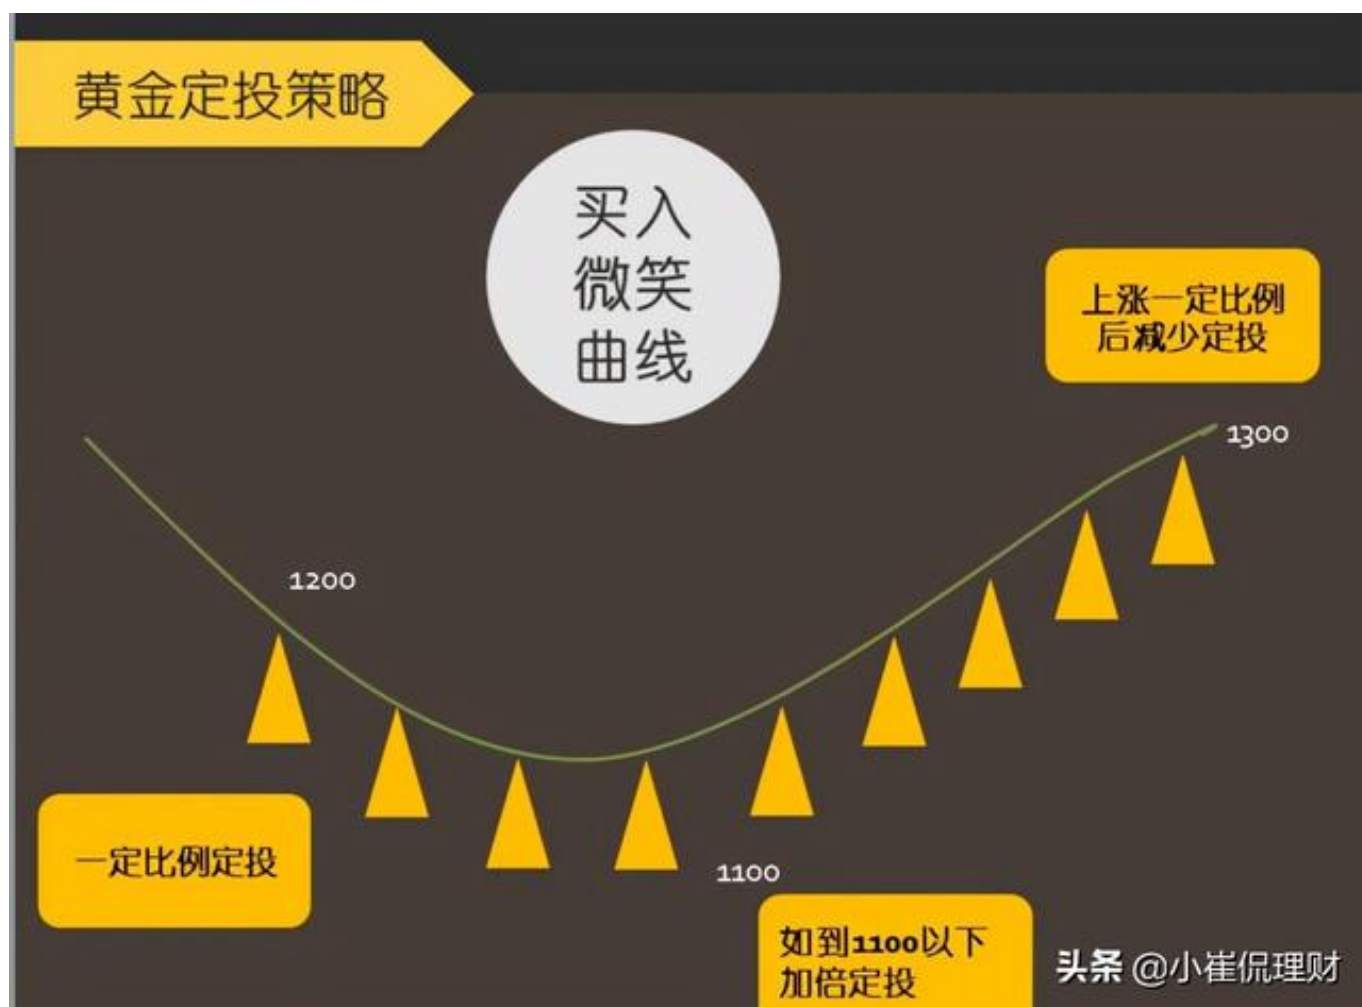 黄金定投策略
买入
微笑
曲线
上涨一定比例
后减少定投
1300
1200
一定比例定投
1100
如到1100以下
加倍定投
头条 @小崔侃理财